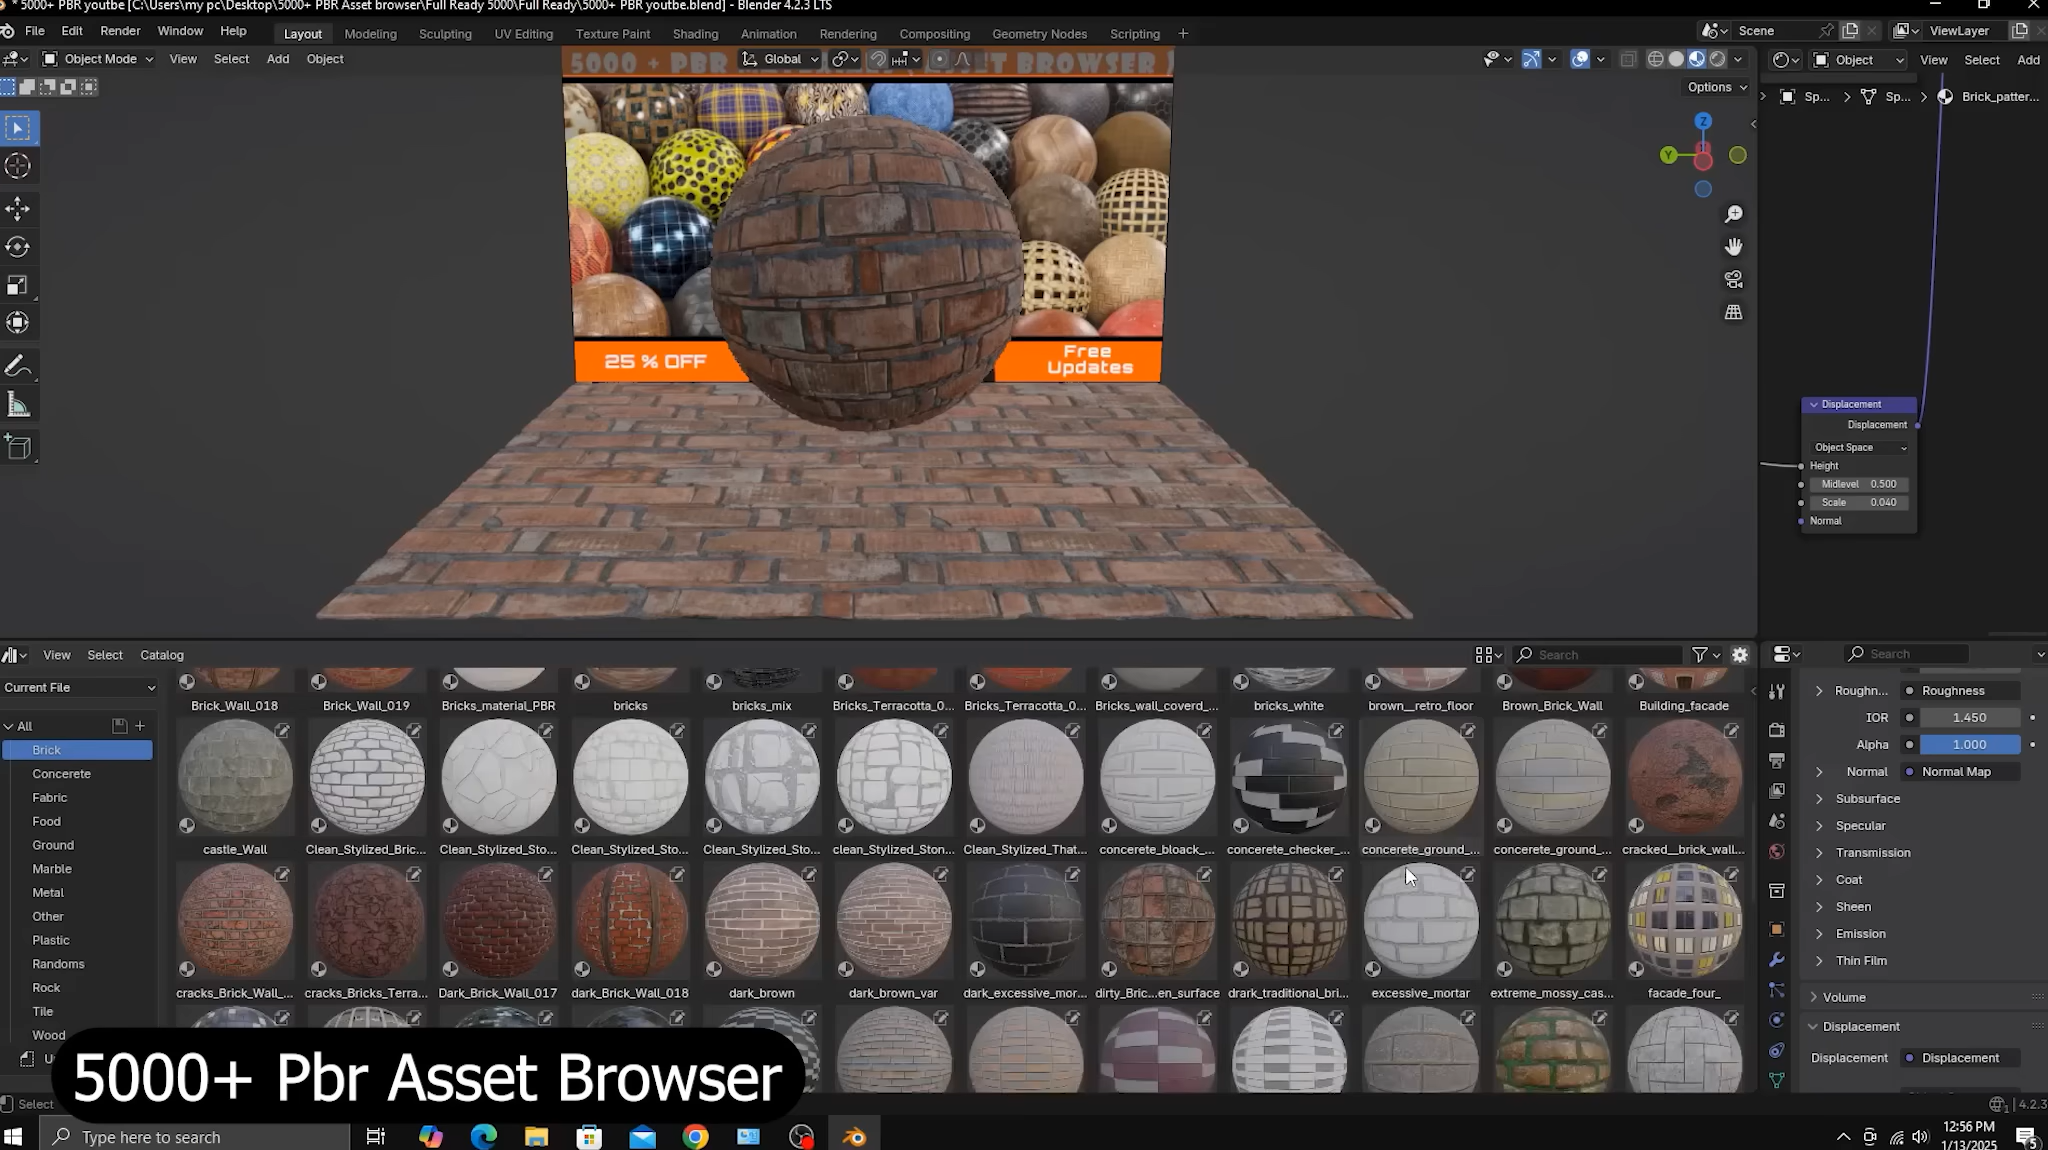 * 5000+ PBR youtbe [C:\Users\my pc\Desktop\5000+ PBR Asset browser\Full Ready 5000\Full Ready\5000+ PBR youtbe.blend] - Blender 4.2.3 LTS
File Edit Render Window Help Layout Modeling Sculpting UV Editing Texture Paint Shading Animation Rendering Compositing Geometry Nodes Scripting + Scene ViewLayer
Object Mode View Select Add Object Global Object View Select Add
5000 + PBR
Options
Sp... Sp... Brick_patter...
25 % OFF
Free
Updates
Displacement
Displacement
Object Space
Height
Midlevel 0.500
Scale 0.040
Normal
View Select Catalog Search Search
Current File
All
Brick
Concerete
Fabric
Food
Ground
Marble
Metal
Other
Plastic
Randoms
Rock
Tile
Wood
Brick_Wall_018 Brick_Wall_019 Bricks_material_PBR bricks bricks_mix Bricks_Terracotta_0... Bricks_Terracotta_0... Bricks_wall_coverd_... bricks_white brown__retro_floor Brown_Brick_Wall Building_facade
castle_Wall Clean_Stylized_Bric... Clean_Stylized_Sto... Clean_Stylized_Sto... Clean_Stylized_Sto... clean_Stylized_Ston... Clean_Stylized_That... concerete_bloack_... concerete_checker_... concerete_ground_... concerete_ground_... cracked__brick_wall...
cracks_Brick_Wall_... cracks_Bricks_Terra... Dark_Brick_Wall_017 dark_Brick_Wall_018 dark_brown dark_brown_var dark_excessive_mor... dirty_Bric...en_surface drark_traditional_bri... excessive_mortar extreme_mossy_cas... facade_four_
Roughn... Roughness
IOR 1.450
Alpha 1.000
Normal Normal Map
Subsurface
Specular
Transmission
Coat
Sheen
Emission
Thin Film
Volume
Displacement
Displacement Displacement
5000+ Pbr Asset Browser
Select 4.2.3
Type here to search
12:56 PM
1/13/2025
5